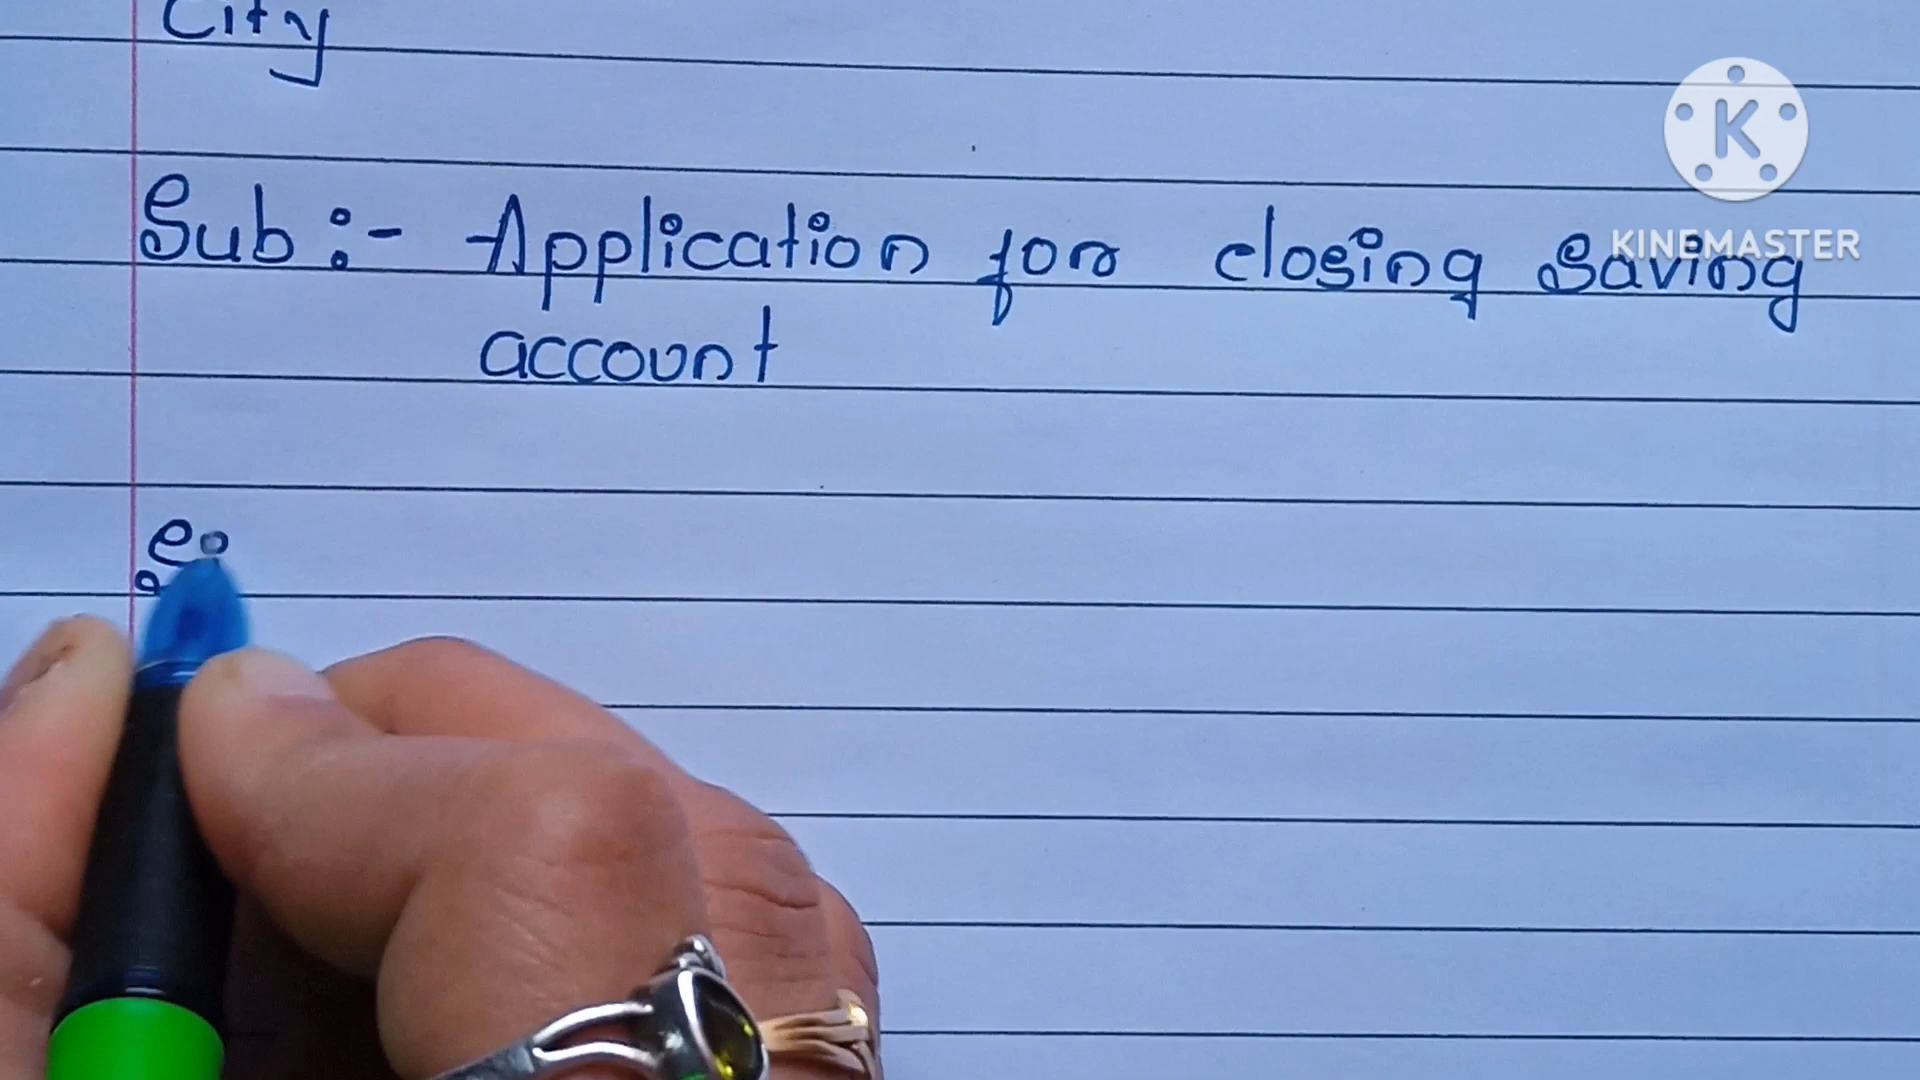 City
K
KINEMASTER
Sub :- Application for closing saving
account